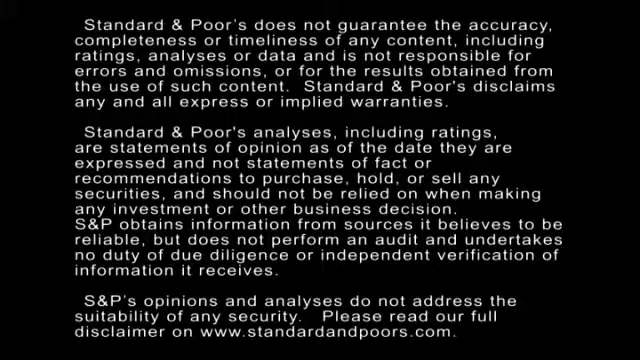 Standard & Poor's does not guarantee the accuracy,
completeness or timeliness of any content, including
ratings, analyses or data and is not responsible for
errors and omissions, or for the results obtained from
the use of such content. Standard & Poor's disclaims
any and all express or implied warranties.
Standard & Poor's analyses, including ratings,
are statements of opinion as of the date they are
expressed and not statements of fact or
recommendations to purchase, hold, or sell any
securities, and should not be relied on when making
any investment or other business decision.
S&P obtains information from sources it believes to be
reliable, but does not perform an audit and undertakes
no duty of due diligence or independent verification of
information it receives.
S&P's opinions and analyses do not address the
suitability of any security. Please read our full
disclaimer on www.standardandpoors.com.